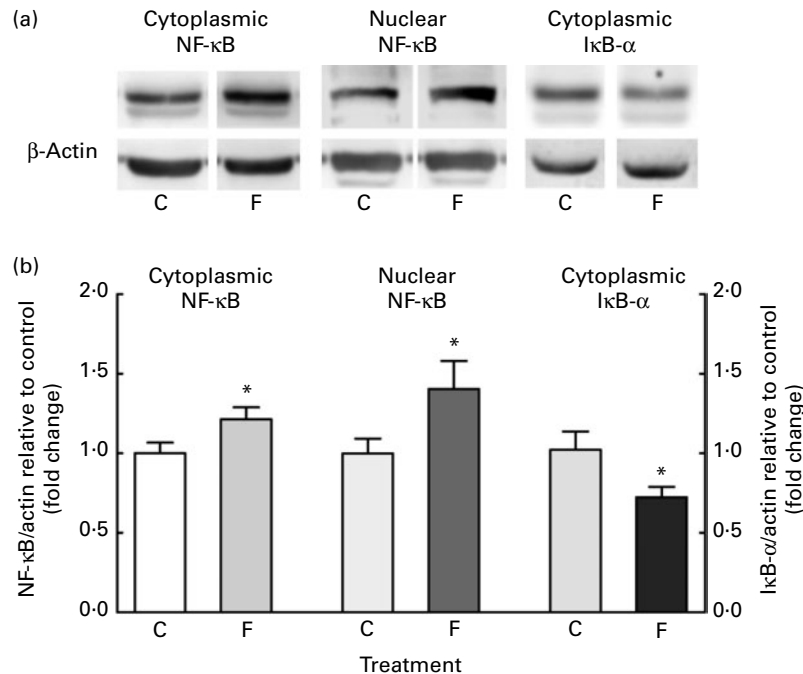 (a)
Cytoplasmic
NF-κB
Nuclear
NF-κB
Cytoplasmic
IκB-α
β-Actin
C F C F C F
(b)
Cytoplasmic
NF-κB
Nuclear
NF-κB
Cytoplasmic
IκB-α
NF-κB/actin relative to control
(fold change)
2·0
1·5
1·0
0·5
0·0
* * *
2·0
1·5
1·0
0·5
0·0
IκB-α/actin relative to control
(fold change)
C F C F C F
Treatment